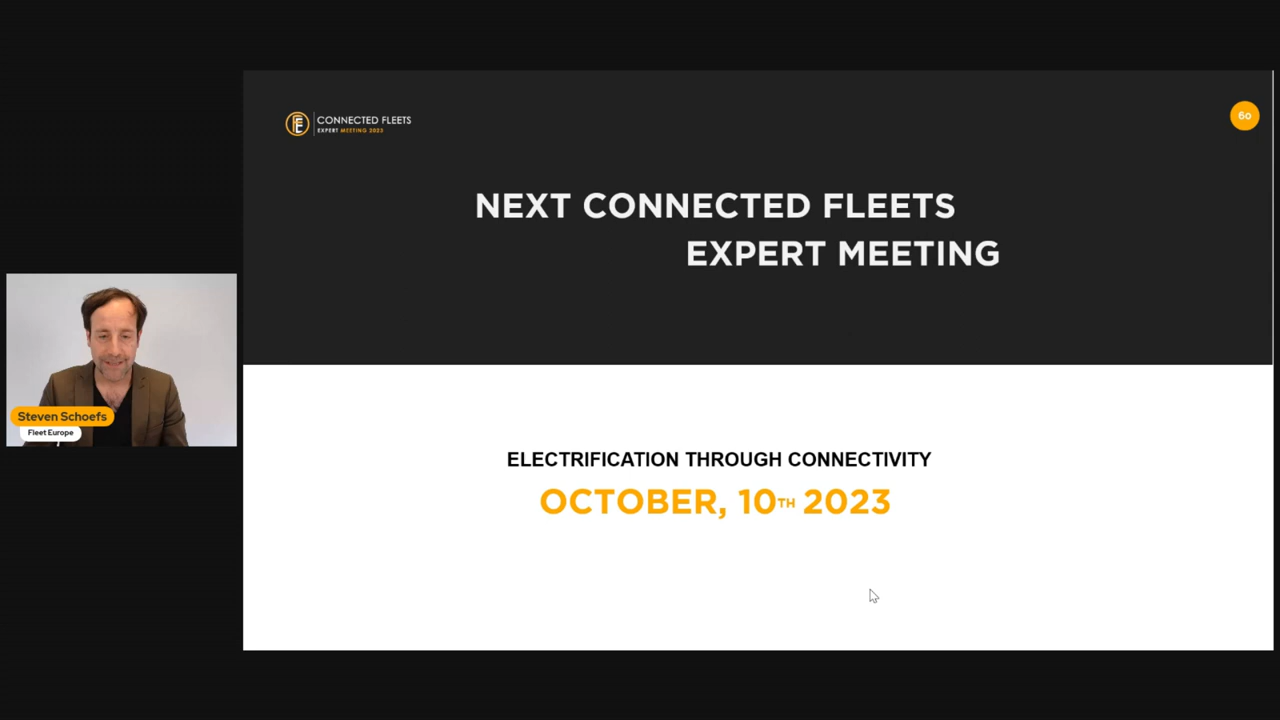 CONNECTED FLEETS
EXPERT MEETING 2023
60
NEXT CONNECTED FLEETS
EXPERT MEETING
Steven Schoefs
Fleet Europe
ELECTRIFICATION THROUGH CONNECTIVITY
OCTOBER, 10TH 2023